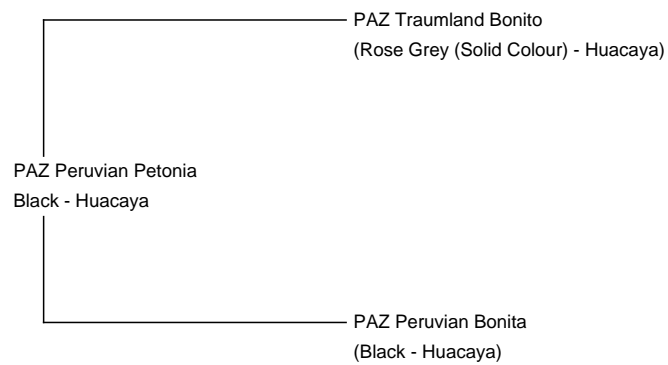 PAZ Traumland Bonito
(Rose Grey (Solid Colour) - Huacaya)
PAZ Peruvian Petonia
Black - Huacaya
PAZ Peruvian Bonita
(Black - Huacaya)